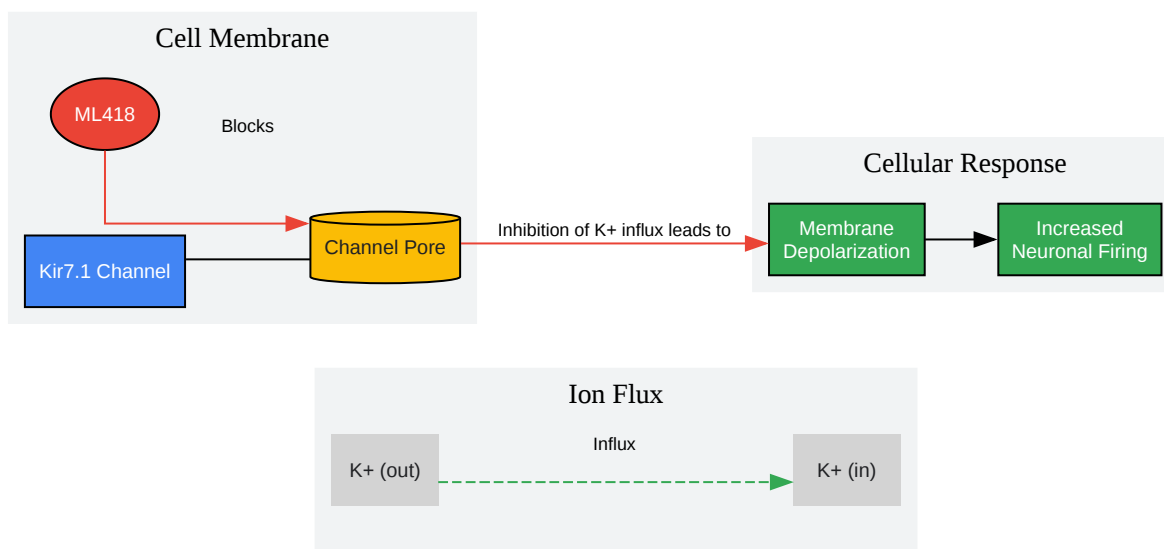 Cell Membrane
ML418
Blocks
Channel Pore
Kir7.1 Channel
Inhibition of K+ influx leads to
Cellular Response
Membrane
Depolarization
Increased
Neuronal Firing
Ion Flux
Influx
K+ (out)
K+ (in)